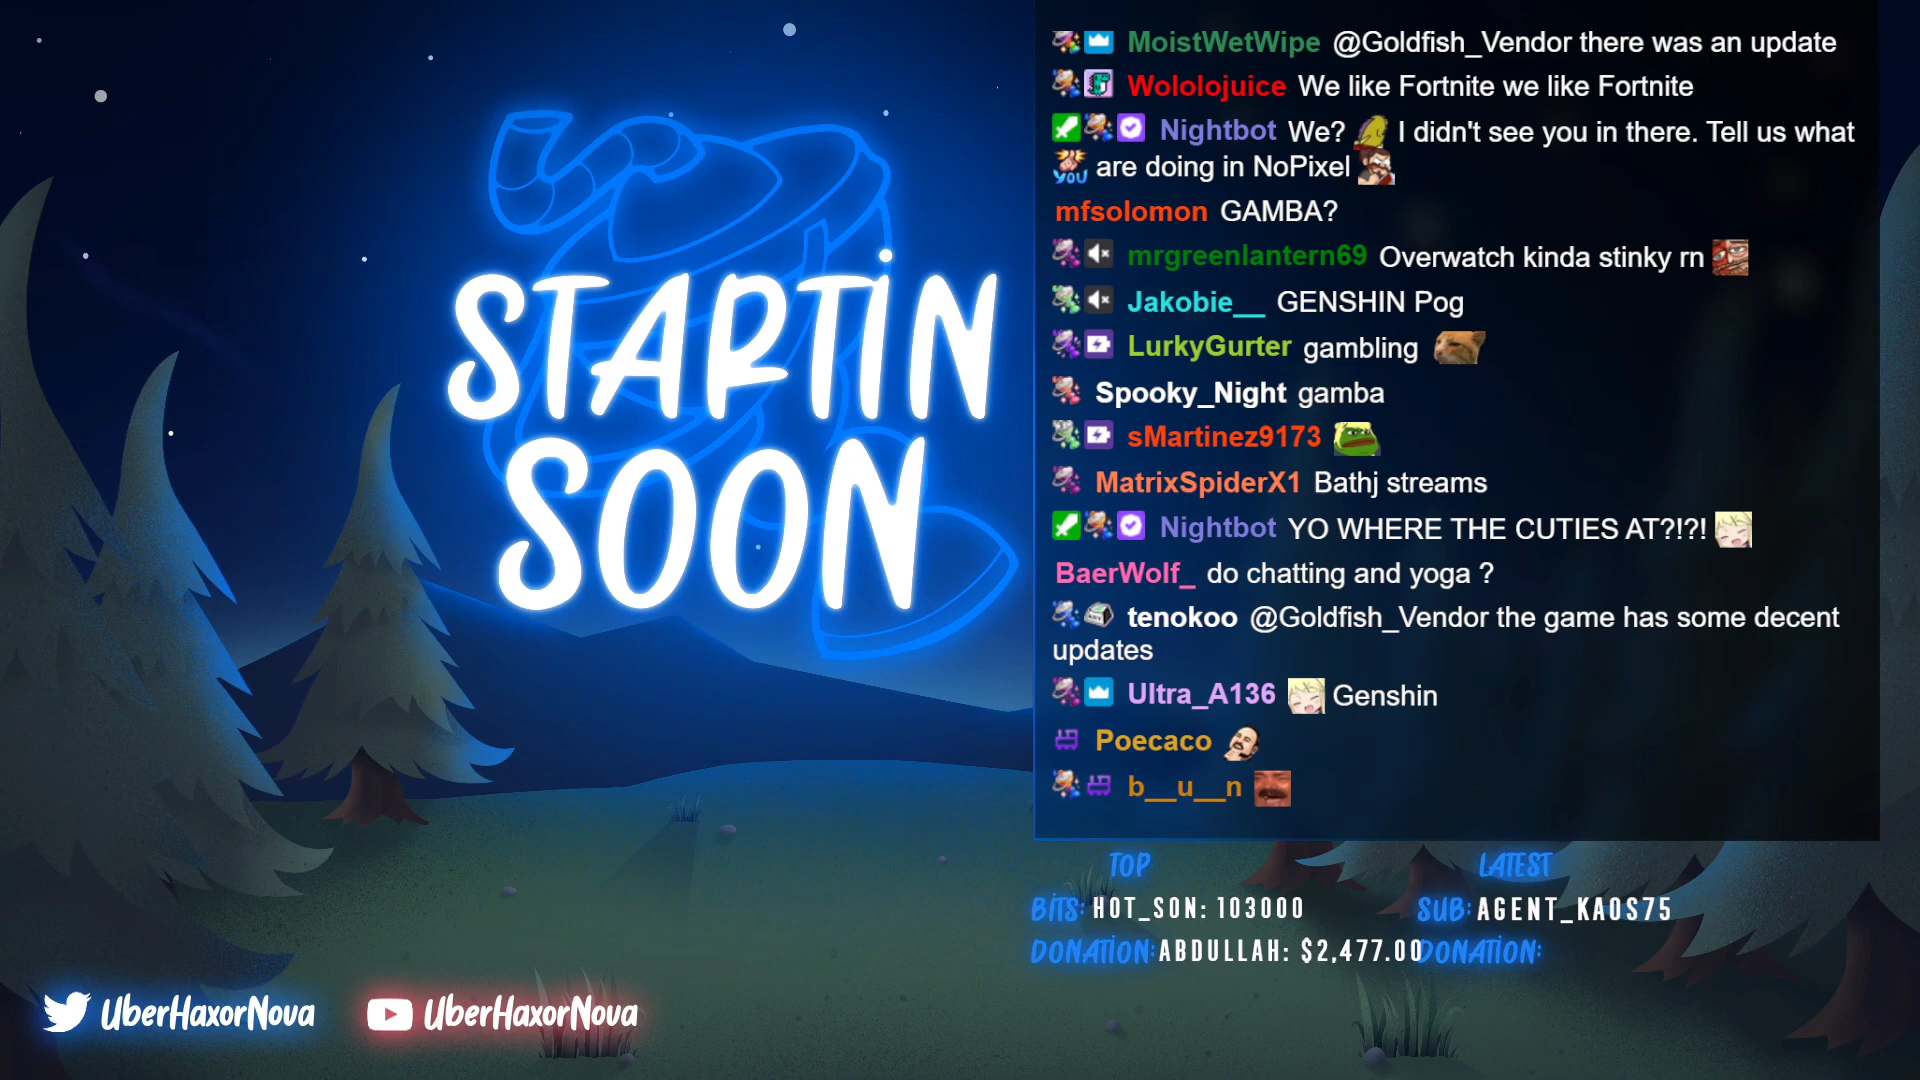 STARTIN
SOON
MoistWetWipe @Goldfish_Vendor there was an update
Wololojuice We like Fortnite we like Fortnite
Nightbot We? I didn't see you in there. Tell us what
YOU are doing in NoPixel
mfsolomon GAMBA?
mrgreenlantern69 Overwatch kinda stinky rn
Jakobie__ GENSHIN Pog
LurkyGurter gambling
Spooky_Night gamba
sMartinez9173
MatrixSpiderX1 Bathj streams
Nightbot YO WHERE THE CUTIES AT?!?!
BaerWolf_ do chatting and yoga ?
tenokoo @Goldfish_Vendor the game has some decent
updates
Ultra_A136 Genshin
Poecaco
b__u__n
TOP
BITS: HOT_SON: 103000
DONATION: ABDULLAH: $2,477.00
LATEST
SUB: AGENT_KAOS75
DONATION:
UberHaxorNova
UberHaxorNova